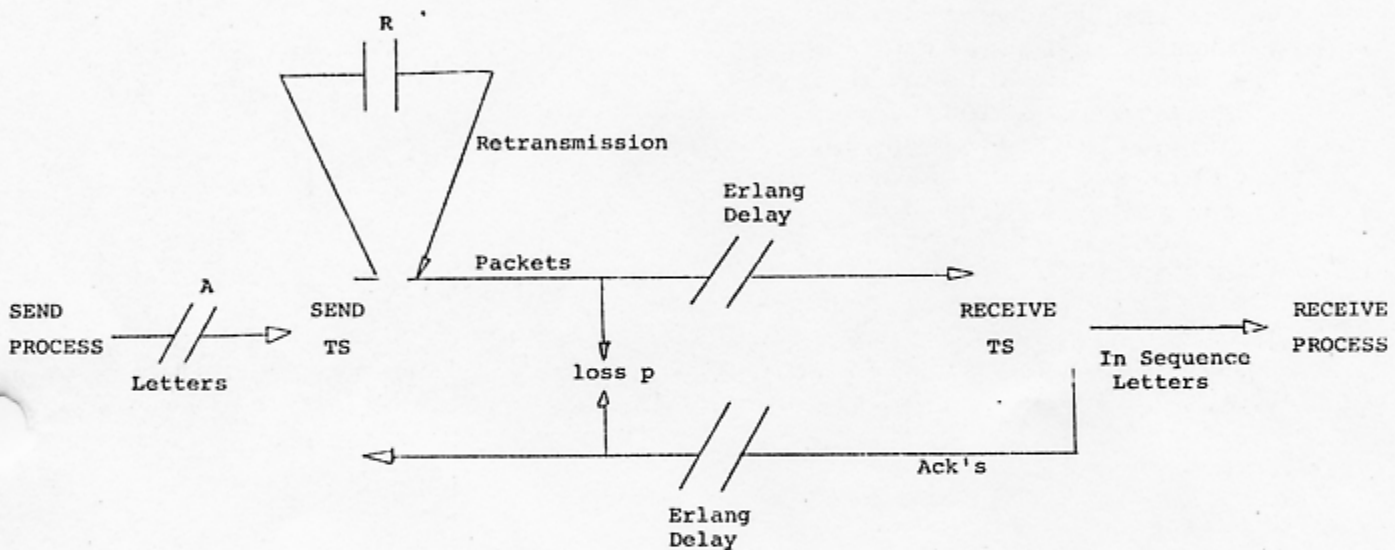 R
Retransmission
Erlang
Delay
Packets
A
SEND
PROCESS
Letters
SEND
TS
loss p
RECEIVE
TS
In Sequence
Letters
RECEIVE
PROCESS
Ack's
Erlang
Delay